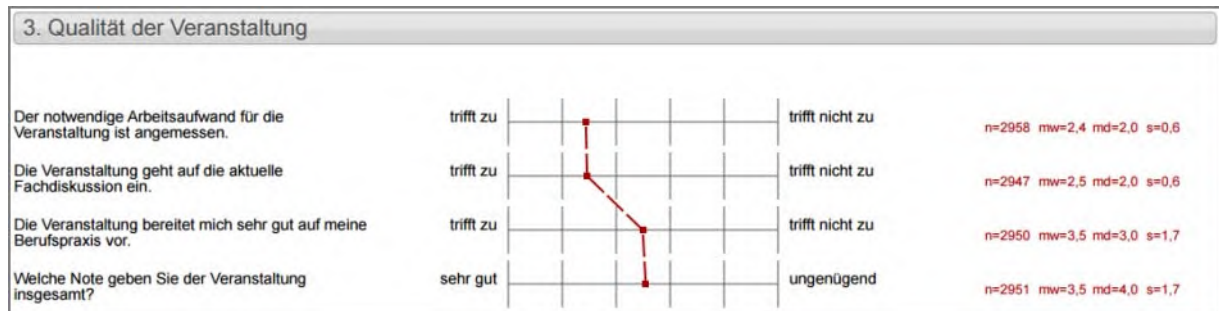 3. Qualität der Veranstaltung
Der notwendige Arbeitsaufwand für die
Veranstaltung ist angemessen.
trifft zu
trifft nicht zu
n=2958 mw=2,4 md=2,0 s=0,6
Die Veranstaltung geht auf die aktuelle
Fachdiskussion ein.
trifft zu
trifft nicht zu
n=2947 mw=2,5 md=2,0 s=0,6
Die Veranstaltung bereitet mich sehr gut auf meine
Berufspraxis vor.
trifft zu
trifft nicht zu
n=2950 mw=3,5 md=3,0 s=1,7
Welche Note geben Sie der Veranstaltung
insgesamt?
sehr gut
ungenügend
n=2951 mw=3,5 md=4,0 s=1,7